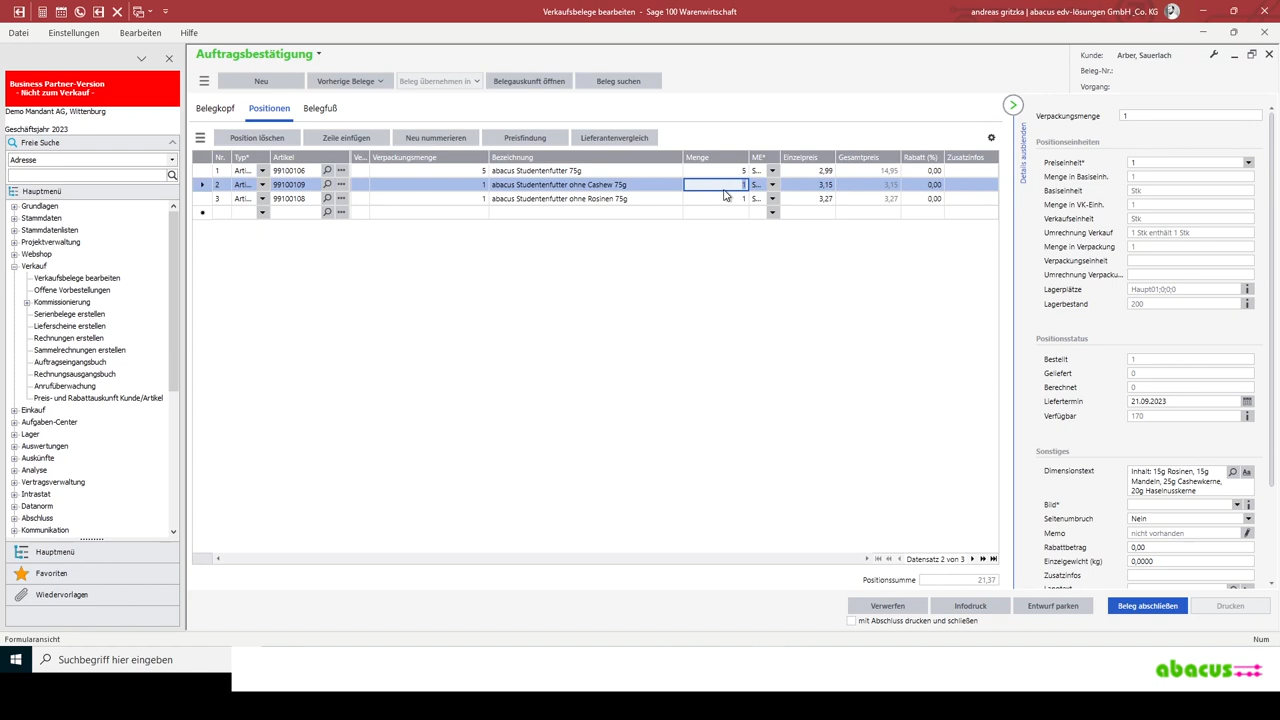 Verkaufsbelege bearbeiten - Sage 100 Warenwirtschaft
andreas gritzka | abacus edv-lösungen GmbH_Co. KG
Datei Einstellungen Bearbeiten Hilfe
Business Partner-Version
- Nicht zum Verkauf -
Demo Mandant AG, Wittenburg
Geschäftsjahr 2023
Freie Suche
Adresse
Hauptmenü
Grundlagen
Stammdaten
Stammdatenlisten
Projektverwaltung
Webshop
Verkauf
Verkaufsbelege bearbeiten
Offene Vorbestellungen
Kommissionierung
Serienbelege erstellen
Lieferscheine erstellen
Rechnungen erstellen
Sammelrechnungen erstellen
Auftragseingangsbuch
Rechnungsausgangsbuch
Anrufüberwachung
Preis- und Rabattauskunft Kunde/Artikel
Einkauf
Aufgaben-Center
Lager
Auswertungen
Auskünfte
Analyse
Vertragsverwaltung
Intrastat
Datanorm
Abschluss
Kommunikation
Hauptmenü
Favoriten
Wiedervorlagen
Auftragsbestätigung
Neu Vorherige Belege Beleg übernehmen in Belegauskunft öffnen Beleg suchen
Kunde: Arber, Sauerlach
Beleg-Nr.:
Vorgang:
Belegkopf Positionen Belegfuß
Position löschen Zeile einfügen Neu nummerieren Preisfindung Lieferantenvergleich
Nr. Typ* Artikel Ve... Verpackungsmenge Bezeichnung Menge ME* Einzelpreis Gesamtpreis Rabatt (%) Zusatzinfos
1 Arti... 99100106 5 abacus Studentenfutter 75g 5 S... 2,99 14,95 0,00
2 Arti... 99100109 1 abacus Studentenfutter ohne Cashew 75g 1 S... 3,15 3,15 0,00
3 Arti... 99100108 1 abacus Studentenfutter ohne Rosinen 75g 1 S... 3,27 3,27 0,00
Datensatz 2 von 3
Positionssumme 21,37
Details ausblenden
Verpackungsmenge 1
Positionseinheiten
Preiseinheit* 1
Menge in Basiseinh. 1
Basiseinheit Stk
Menge in VK-Einh. 1
Verkaufseinheit Stk
Umrechnung Verkauf 1 Stk enthält 1 Stk
Menge in Verpackung 1
Verpackungseinheit
Umrechnung Verpacku...
Lagerplätze Haupt01;0;0;0
Lagerbestand 200
Positionsstatus
Bestellt 1
Geliefert 0
Berechnet 0
Liefertermin 21.09.2023
Verfügbar 170
Sonstiges
Dimensionstext Inhalt: 15g Rosinen, 15g
Mandeln, 25g Cashewkerne,
20g Haselnusskerne
Bild*
Seitenumbruch Nein
Memo nicht vorhanden
Rabattbetrag 0,00
Einzelgewicht (kg) 0,0000
Zusatzinfos
Verwerfen Infodruck Entwurf parken Beleg abschließen Drucken
mit Abschluss drucken und schließen
Formularansicht Num
Suchbegriff hier eingeben
abacus